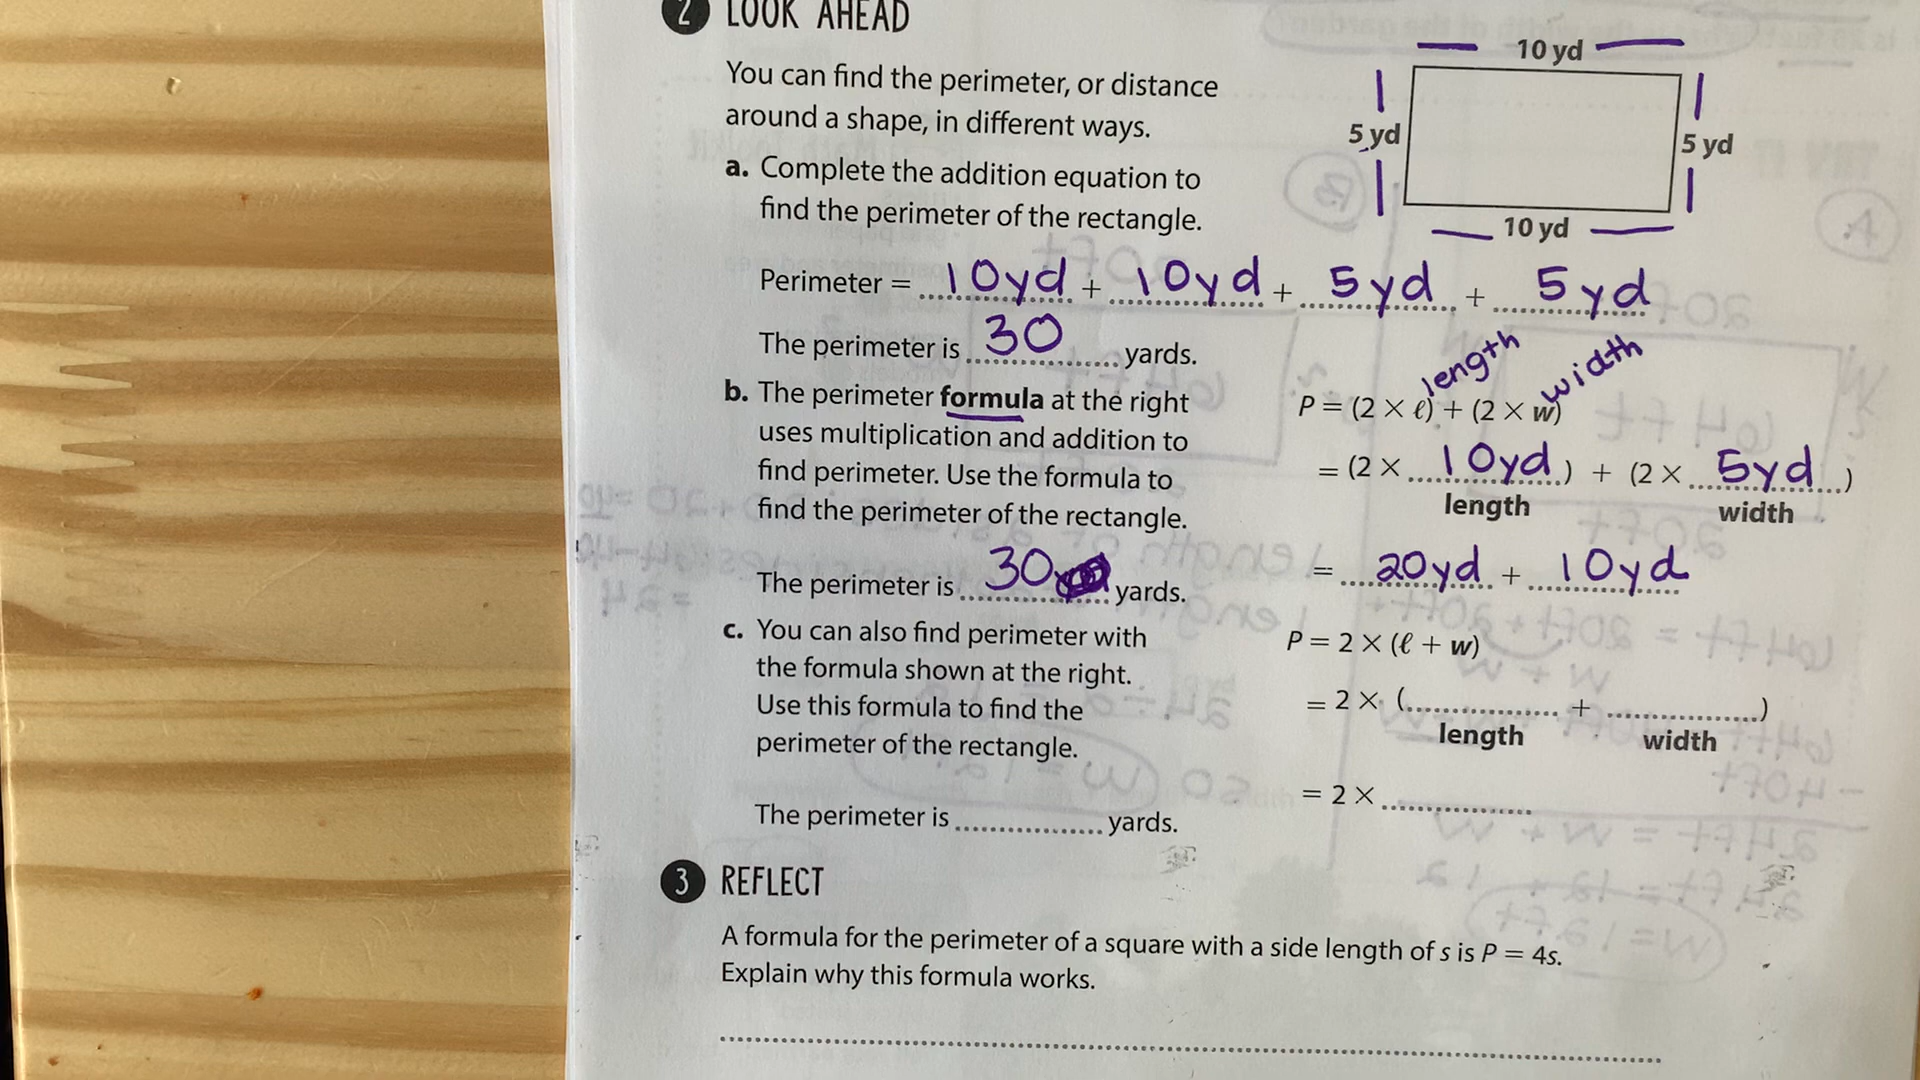 2 LOOK AHEAD
You can find the perimeter, or distance
around a shape, in different ways.
10 yd
5 yd
5 yd
10 yd
a. Complete the addition equation to
find the perimeter of the rectangle.
Perimeter = 10yd + 10yd + 5yd + 5yd
The perimeter is 30 yards.
b. The perimeter formula at the right
uses multiplication and addition to
find perimeter. Use the formula to
find the perimeter of the rectangle.
The perimeter is 30 yards.
length width
P = (2 × ℓ) + (2 × w)
= (2 × 10yd) + (2 × 5yd)
length width
= 20yd + 10yd
c. You can also find perimeter with
the formula shown at the right.
Use this formula to find the
perimeter of the rectangle.
The perimeter is ................ yards.
P = 2 × (ℓ + w)
= 2 × (................ + ................)
length width
= 2 × ................
3 REFLECT
A formula for the perimeter of a square with a side length of s is P = 4s.
Explain why this formula works.